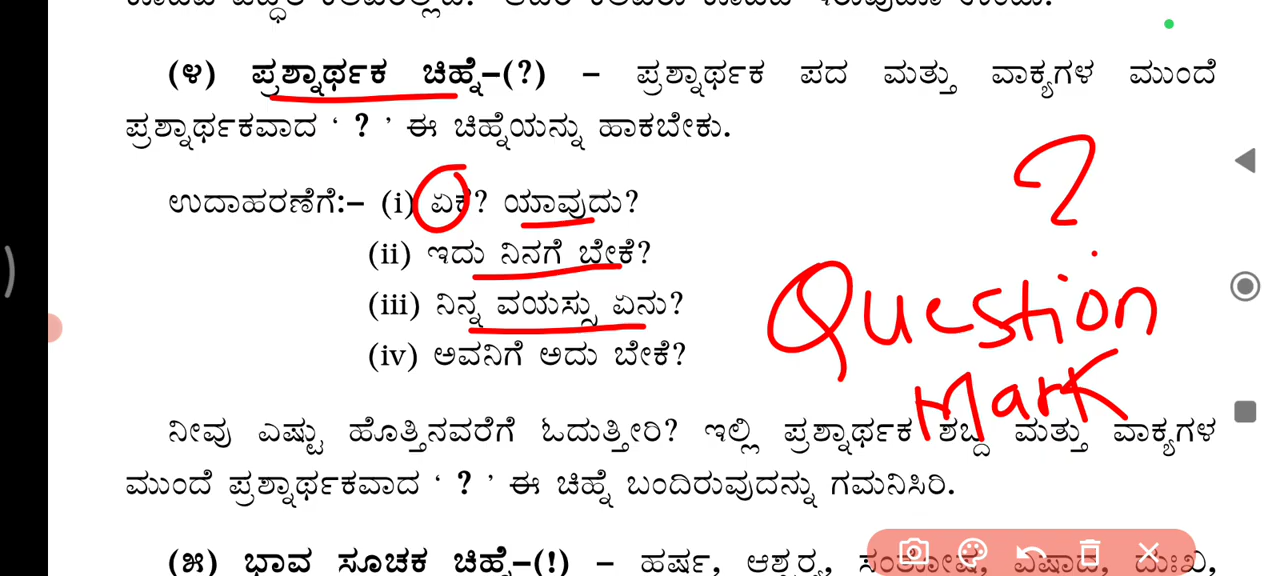 (೪) ಪ್ರಶ್ನಾರ್ಥಕ ಚಿಹ್ನೆ–(?) – ಪ್ರಶ್ನಾರ್ಥಕ ಪದ ಮತ್ತು ವಾಕ್ಯಗಳ ಮುಂದೆ
ಪ್ರಶ್ನಾರ್ಥಕವಾದ ‘ ? ’ ಈ ಚಿಹ್ನೆಯನ್ನು ಹಾಕಬೇಕು.
?
ಉದಾಹರಣೆಗೆ:– (i) ಏಕೆ? ಯಾವುದು?
(ii) ಇದು ನಿನಗೆ ಬೇಕೆ?
(iii) ನಿನ್ನ ವಯಸ್ಸು ಏನು?
Question
(iv) ಅವನಿಗೆ ಅದು ಬೇಕೆ?
Mark
ನೀವು ಎಷ್ಟು ಹೊತ್ತಿನವರೆಗೆ ಓದುತ್ತೀರಿ? ಇಲ್ಲಿ ಪ್ರಶ್ನಾರ್ಥಕ ಶಬ್ದ ಮತ್ತು ವಾಕ್ಯಗಳ
ಮುಂದೆ ಪ್ರಶ್ನಾರ್ಥಕವಾದ ‘ ? ’ ಈ ಚಿಹ್ನೆ ಬಂದಿರುವುದನ್ನು ಗಮನಿಸಿರಿ.
(೫) ಭಾವ ಸೂಚಕ ಚಿಹ್ನೆ–(!) – ಹರ್ಷ, ಆಶ್ಚರ್ಯ, ಸಂತೋಷ, ವಿಷಾದ, ದುಃಖ,